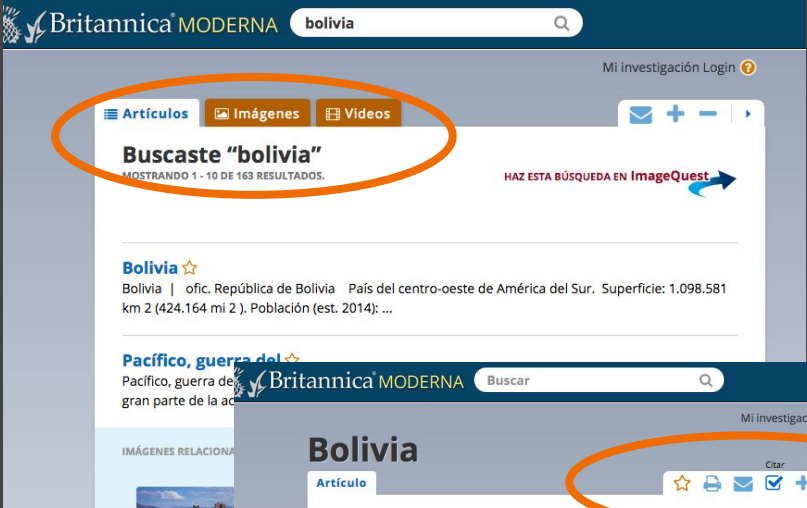 Britannica MODERNA bolivia
Mi investigación Login ?
Artículos Imágenes Videos
Buscaste “bolivia”
MOSTRANDO 1 - 10 DE 163 RESULTADOS.
HAZ ESTA BÚSQUEDA EN ImageQuest
Bolivia
Bolivia | ofic. República de Bolivia País del centro-oeste de América del Sur. Superficie: 1.098.581
km 2 (424.164 mi 2 ). Población (est. 2014): ...
Pacífico, guerra del
Pacífico, guerra de
gran parte de la
IMÁGENES
Britannica MODERNA Buscar
Mi
Bolivia
Citar
Artículo